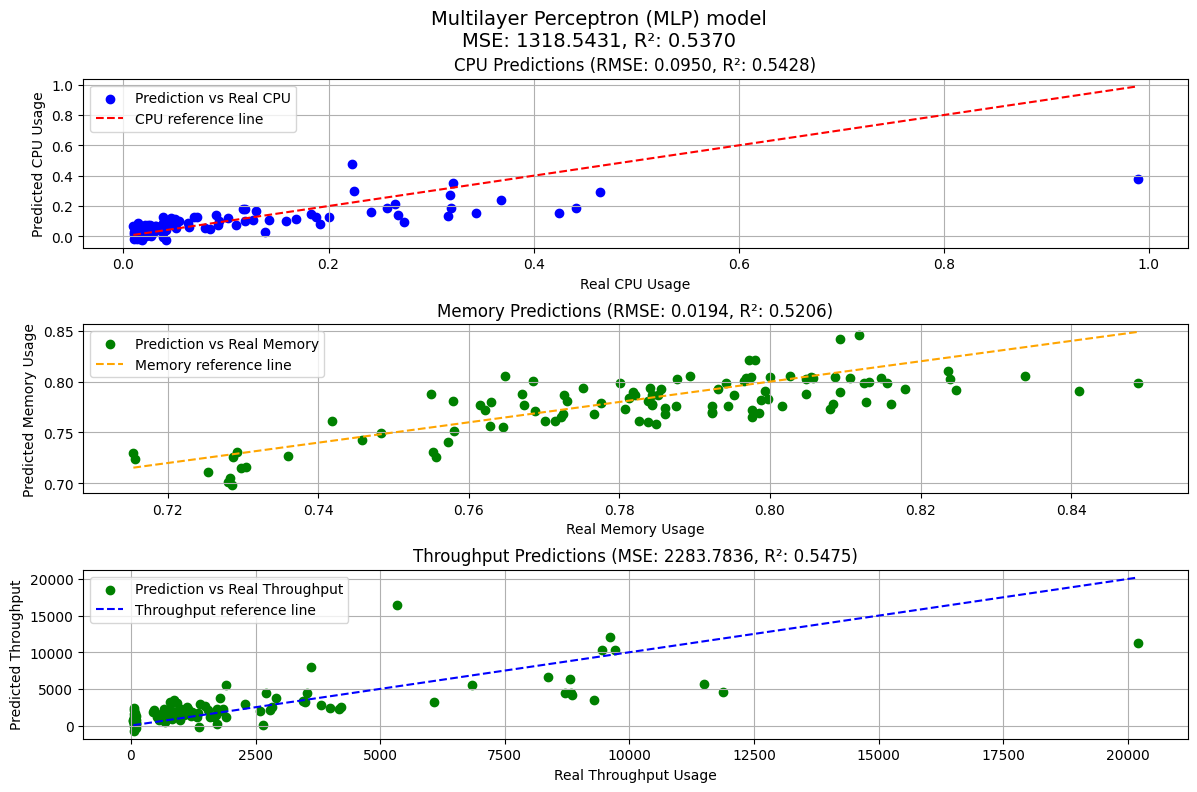 Multilayer Perceptron (MLP) model
MSE: 1318.5431, R²: 0.5370
CPU Predictions (RMSE: 0.0950, R²: 0.5428)
Predicted CPU Usage
1.0
0.8
0.6
0.4
0.2
0.0
Prediction vs Real CPU
CPU reference line
0.0 0.2 0.4 0.6 0.8 1.0
Real CPU Usage
Memory Predictions (RMSE: 0.0194, R²: 0.5206)
Predicted Memory Usage
0.85
0.80
0.75
0.70
Prediction vs Real Memory
Memory reference line
0.72 0.74 0.76 0.78 0.80 0.82 0.84
Real Memory Usage
Throughput Predictions (MSE: 2283.7836, R²: 0.5475)
Predicted Throughput
20000
15000
10000
5000
0
Prediction vs Real Throughput
Throughput reference line
0 2500 5000 7500 10000 12500 15000 17500 20000
Real Throughput Usage